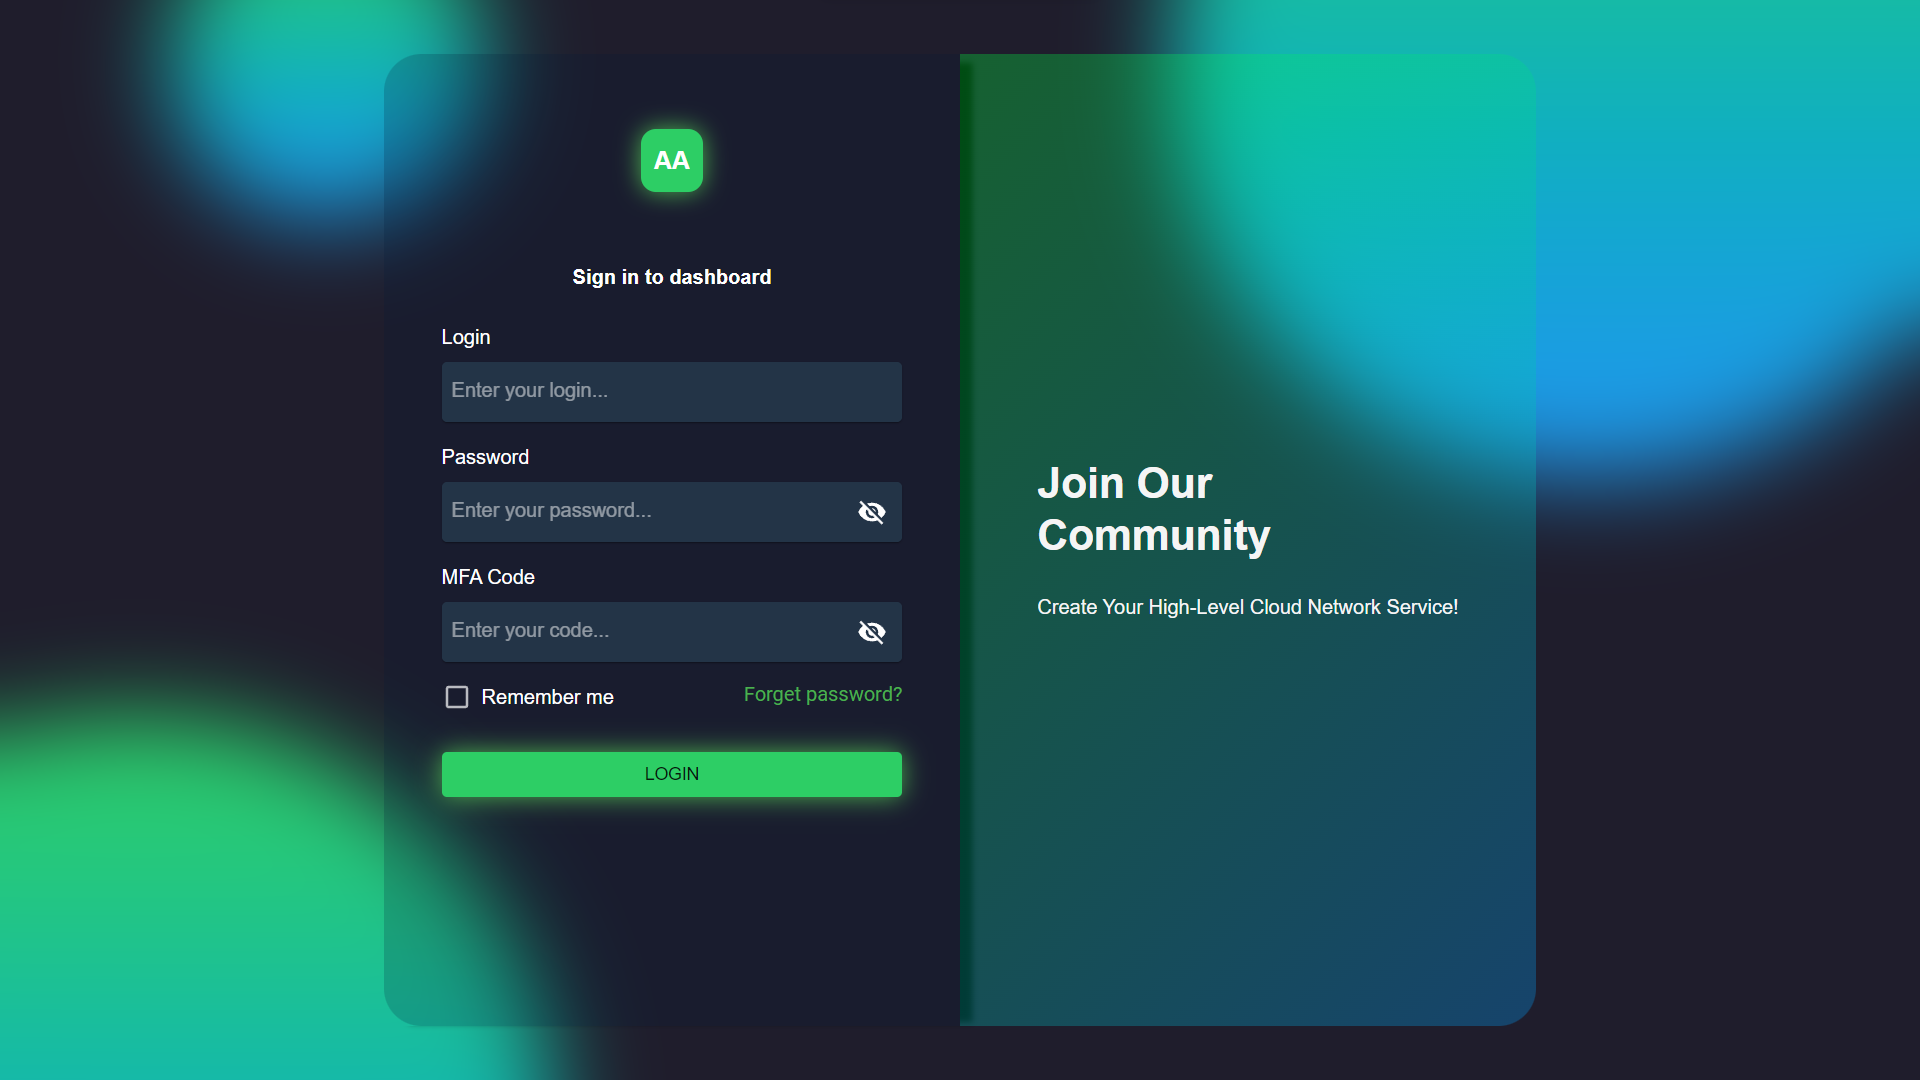 AA
Sign in to dashboard
Login
Enter your login...
Password
Enter your password...
MFA Code
Enter your code...
Remember me
Forget password?
LOGIN
Join Our
Community
Create Your High-Level Cloud Network Service!